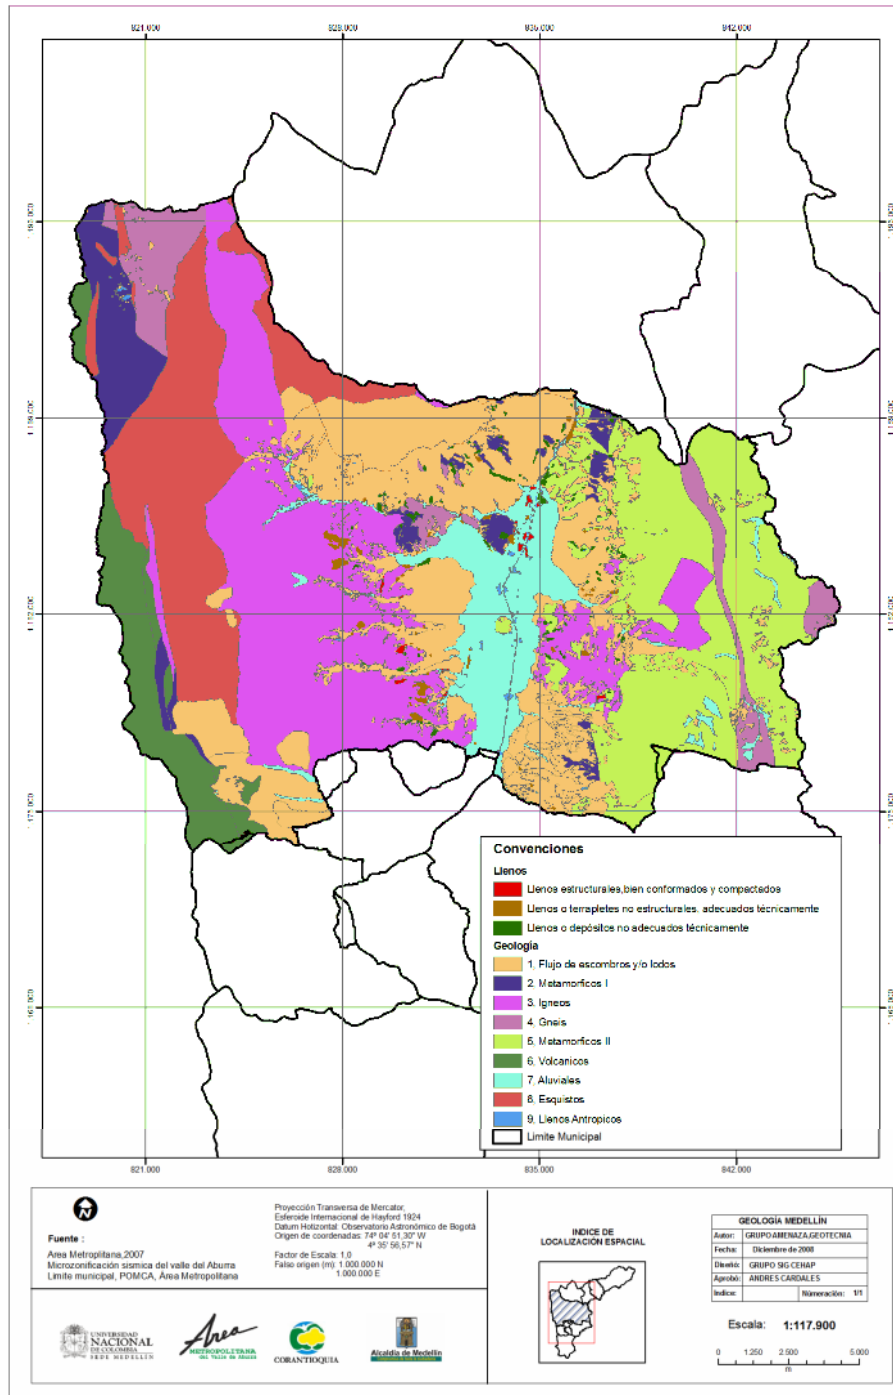 821.000 828.000 835.000 842.000
Convenciones
Llenos
Llenos estructurales,bien conformados y compactados
Llenos o terrapletes no estructurales, adecuados técnicamente
Llenos o depósitos no adecuados técnicamente
Geología
1, Flujo de escombros y/o lodos
2, Metamorficos I
3, Igneos
4, Gneis
5, Metamorficos II
6, Volcanicos
7, Aluviales
8, Esquistos
9, Llenos Antropicos
Limite Municipal
821.000 828.000 835.000 842.000
N
Fuente :
Area Metroplitana,2007
Microzonificación sismica del valle del Aburra
Limite municipal, POMCA, Área Metropolitana
Proyección Transversa de Mercator,
Esferoide Internacional de Hayford 1924
Datum Hotizontal: Observatorio Astronómico de Bogotá
Origen de coordenadas: 74º 04' 51,30" W
4º 35' 56,57" N
Factor de Escala: 1,0
Falso origen (m): 1.000.000 N
1.000.000 E
UNIVERSIDAD
NACIONAL
DE COLOMBIA
SEDE MEDELLÍN
Area
METROPOLITANA
del Valle de Aburrá
CORANTIOQUIA
Alcaldía de Medellín
INDICE DE
LOCALIZACIÓN ESPACIAL
GEOLOGÍA MEDELLÍN
Autor: GRUPO AMENAZA,GEOTECNIA
Fecha: Diciembre de 2008
Diseñó: GRUPO SIG CEHAP
Aprobó: ANDRES CARDALES
Indice: Númeración: 1/1
Escala: 1:117.900
0 1.250 2.500 5.000
m